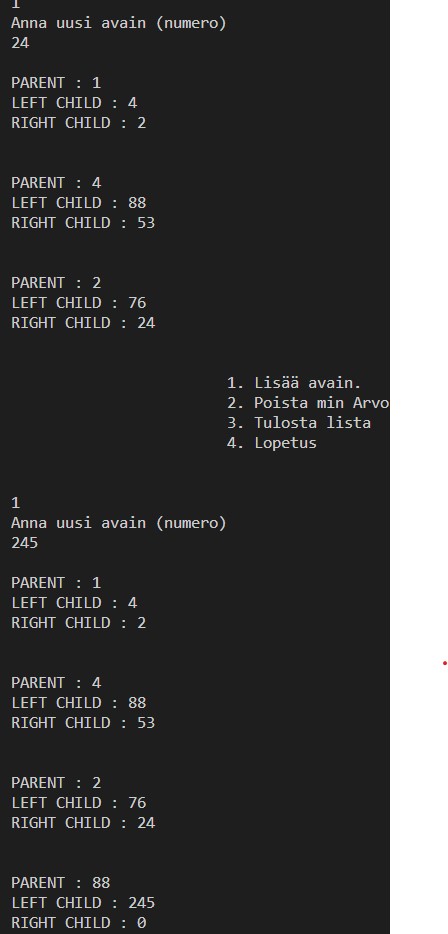 1
Anna uusi avain (numero)
24
PARENT : 1
LEFT CHILD : 4
RIGHT CHILD : 2
PARENT : 4
LEFT CHILD : 88
RIGHT CHILD : 53
PARENT : 2
LEFT CHILD : 76
RIGHT CHILD : 24
1. Lisää avain.
2. Poista min Arvo
3. Tulosta lista
4. Lopetus
1
Anna uusi avain (numero)
245
PARENT : 1
LEFT CHILD : 4
RIGHT CHILD : 2
PARENT : 4
LEFT CHILD : 88
RIGHT CHILD : 53
PARENT : 2
LEFT CHILD : 76
RIGHT CHILD : 24
PARENT : 88
LEFT CHILD : 245
RIGHT CHILD : 0